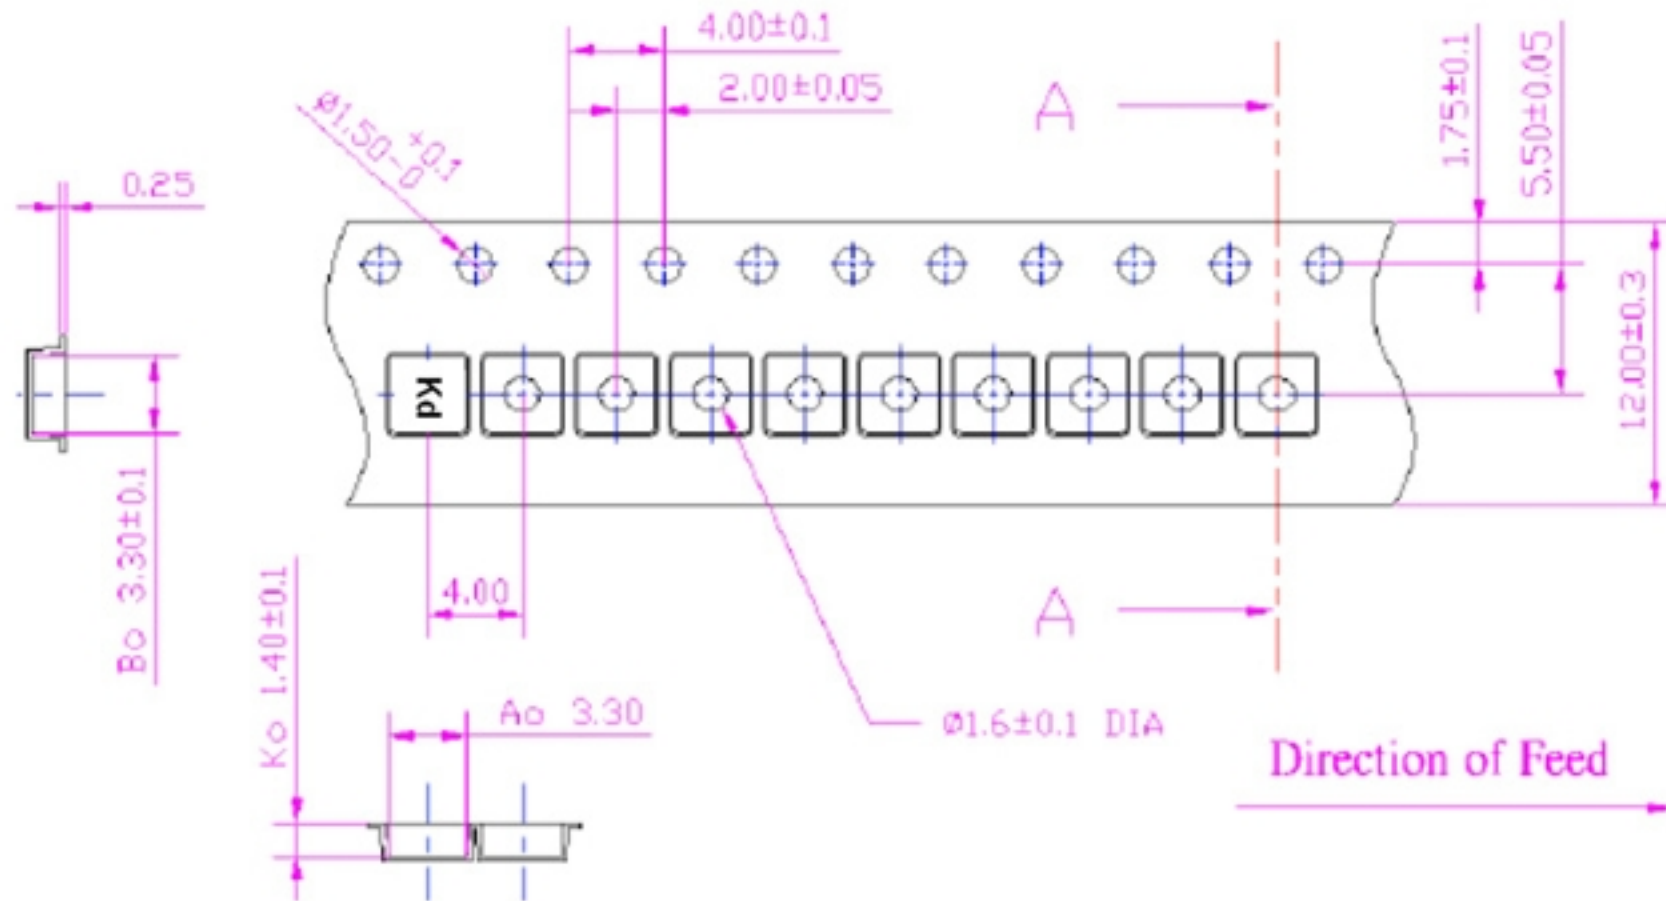 4.00±0.1
2.00±0.05
A
1.75±0.1
5.50±0.05
Ø1.50 +0.1
-0
0.25
12.00±0.3
Kd
Bo 3.30±0.1
4.00
A
Ko 1.40±0.1
Ao 3.30
Ø1.6±0.1 DIA
Direction of Feed